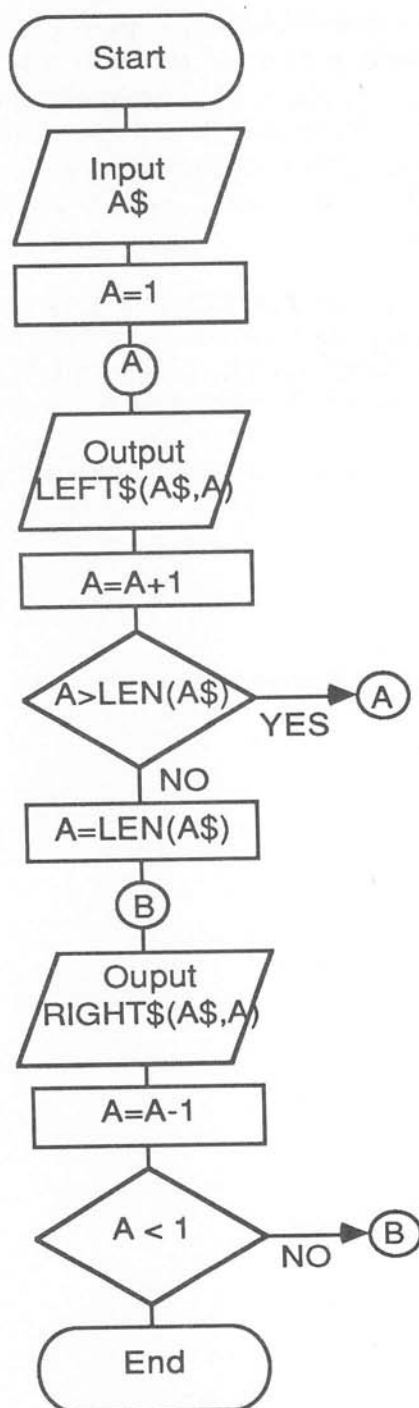 Start
Input
A$
A=1
A
Output
LEFT$(A$,A)
A=A+1
A>LEN(A$)
YES
A
NO
A=LEN(A$)
B
Ouput
RIGHT$(A$,A)
A=A-1
A < 1
NO
B
End